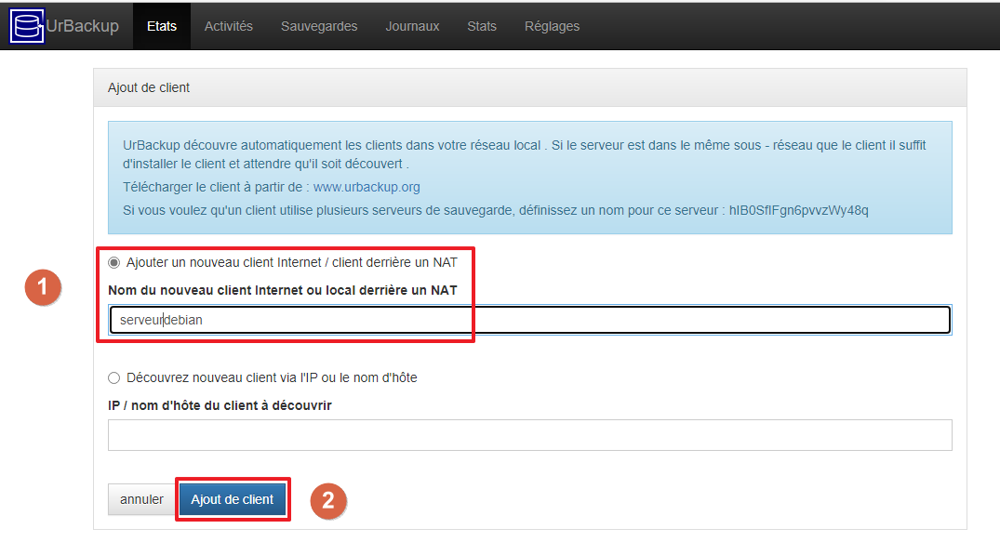 UrBackup Etats Activités Sauvegardes Journaux Stats Réglages
Ajout de client
UrBackup découvre automatiquement les clients dans votre réseau local . Si le serveur est dans le même sous - réseau que le client il suffit
d'installer le client et attendre qu'il soit découvert .
Télécharger le client à partir de : www.urbackup.org
Si vous voulez qu'un client utilise plusieurs serveurs de sauvegarde, définissez un nom pour ce serveur : hIB0SflFgn6pvvzWy48q
1
Ajouter un nouveau client Internet / client derrière un NAT
Nom du nouveau client Internet ou local derrière un NAT
serveurdebian
Découvrez nouveau client via l'IP ou le nom d'hôte
IP / nom d'hôte du client à découvrir
annuler Ajout de client 2